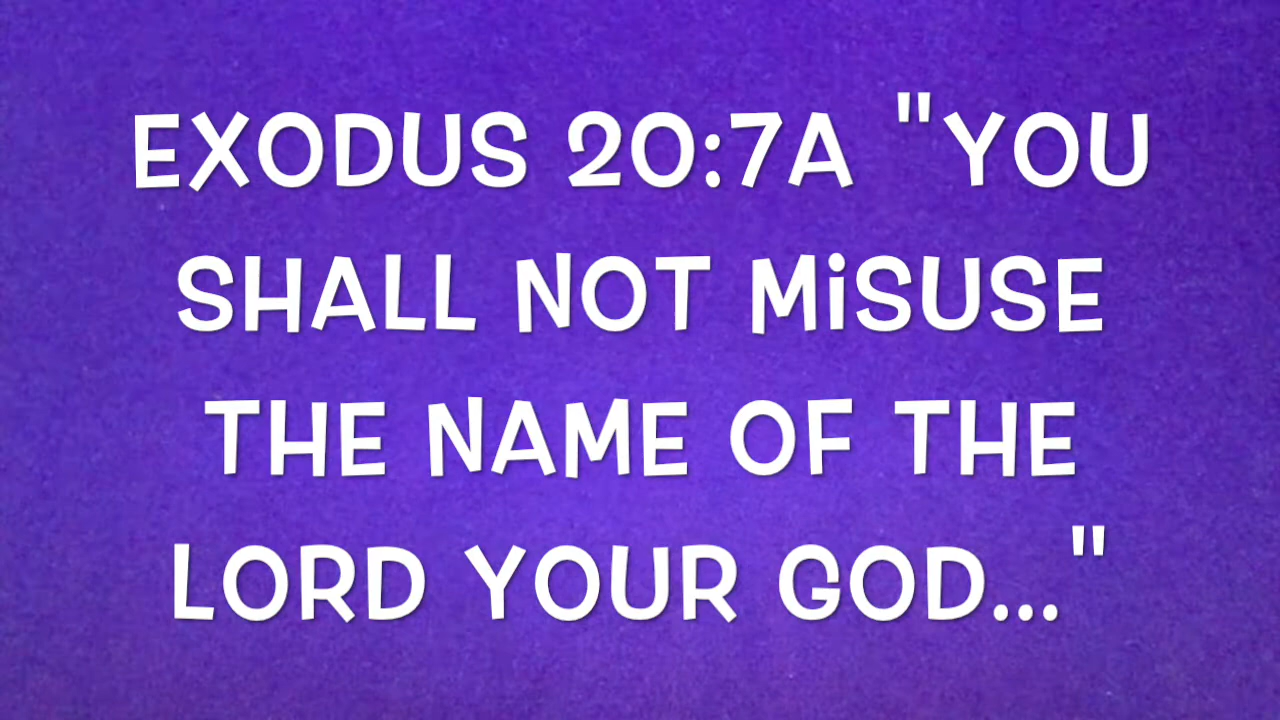 EXODUS 20:7A "YOU
SHALL NOT MiSUSE
THE NAME OF THE
LORD YOUR GOD..."